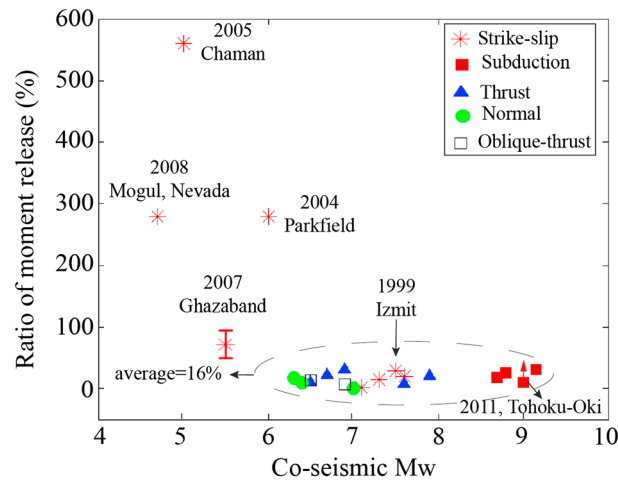 600
500
400
300
200
100
0
Ratio of moment release (%)
2005
Chaman
2008
Mogul, Nevada
2004
Parkfield
2007
Ghazaband
1999
Izmit
average=16%
2011, Tohoku-Oki
Strike-slip
Subduction
Thrust
Normal
Oblique-thrust
4 5 6 7 8 9 10
Co-seismic Mw